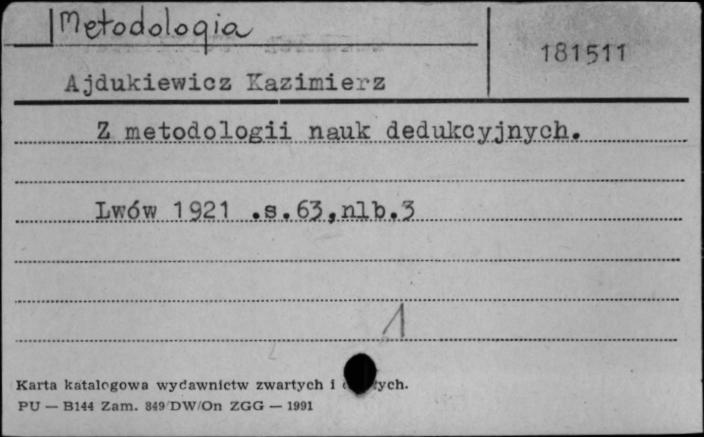 Metodologia
181511
Ajdukiewicz Kazimierz
Z metodologii nauk dedukcyjnych.
Lwów 1921 .s.63,nlb.3
1
Karta katalogowa wydawnictw zwartych i
PU — B144 Zam. 849 DW/On ZGG — 1991